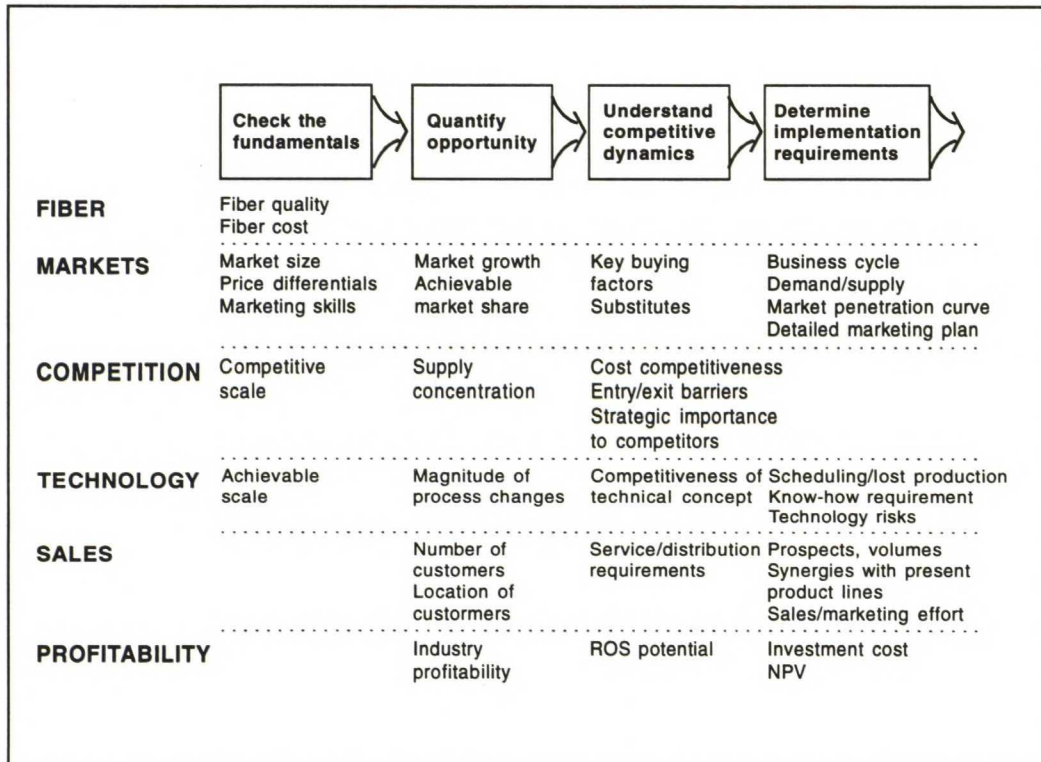 Check the
fundamentals
Quantify
opportunity
Understand
competitive
dynamics
Determine
implementation
requirements
FIBER
Fiber quality
Fiber cost
MARKETS
Market size
Price differentials
Marketing skills
Market growth
Achievable
market share
Key buying
factors
Substitutes
Business cycle
Demand/supply
Market penetration curve
Detailed marketing plan
COMPETITION
Competitive
scale
Supply
concentration
Cost competitiveness
Entry/exit barriers
Strategic importance
to competitors
TECHNOLOGY
Achievable
scale
Magnitude of
process changes
Competitiveness of
technical concept
Scheduling/lost production
Know-how requirement
Technology risks
SALES
Number of
customers
Location of
custormers
Service/distribution
requirements
Prospects, volumes
Synergies with present
product lines
Sales/marketing effort
PROFITABILITY
Industry
profitability
ROS potential
Investment cost
NPV